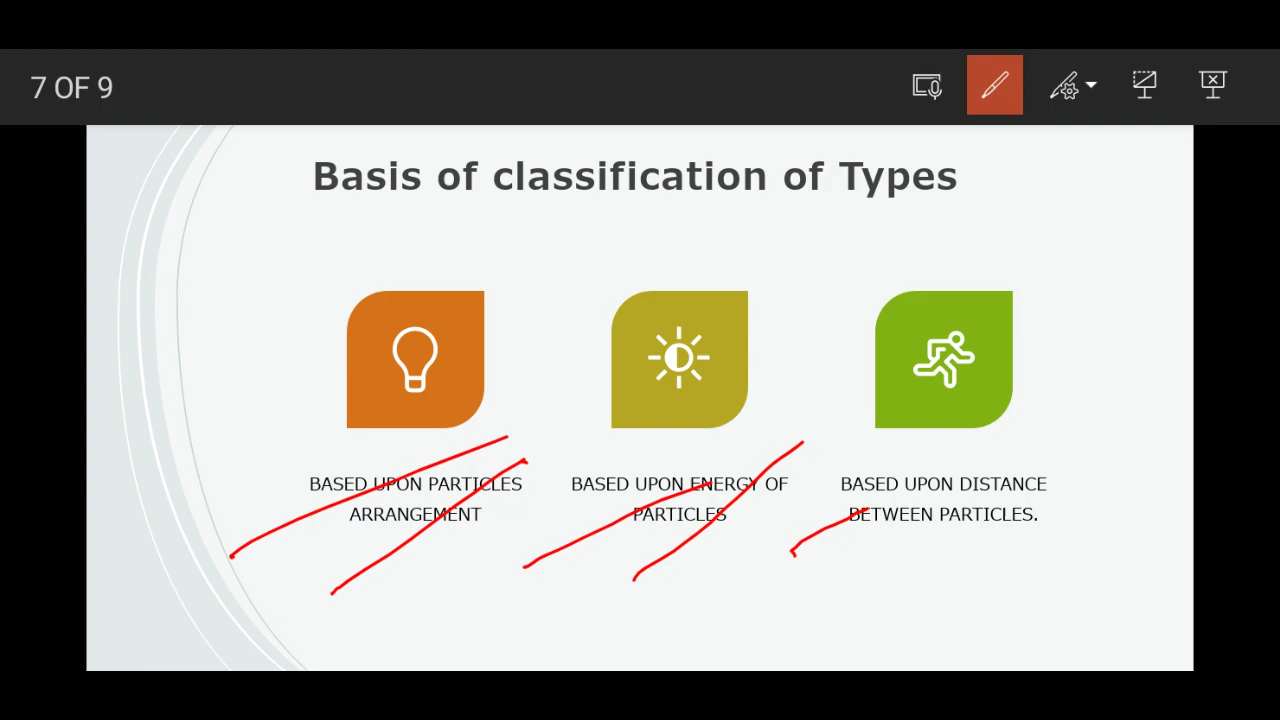 7 OF 9
Basis of classification of Types
BASED UPON PARTICLES
ARRANGEMENT
BASED UPON ENERGY OF
PARTICLES
BASED UPON DISTANCE
BETWEEN PARTICLES.